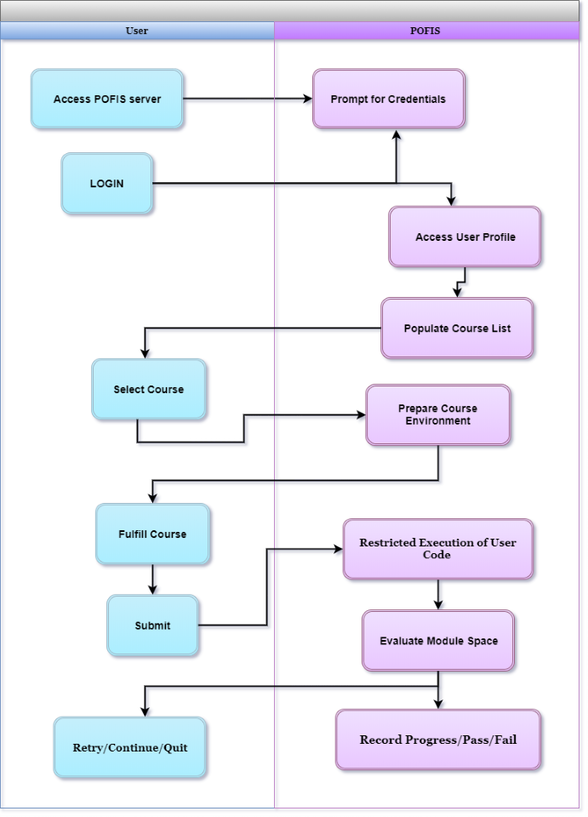 User
POFIS
Access POFIS server
Prompt for Credentials
LOGIN
Access User Profile
Populate Course List
Select Course
Prepare Course
Environment
Fulfill Course
Restricted Execution of User
Code
Submit
Evaluate Module Space
Retry/Continue/Quit
Record Progress/Pass/Fail